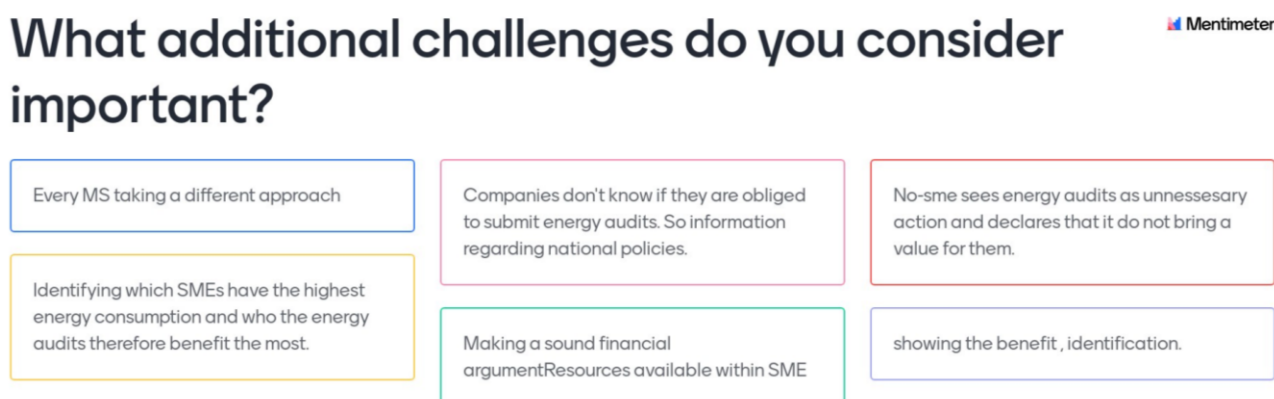 What additional challenges do you consider
important?
Mentimeter
Every MS taking a different approach
Identifying which SMEs have the highest
energy consumption and who the energy
audits therefore benefit the most.
Companies don't know if they are obliged
to submit energy audits. So information
regarding national policies.
Making a sound financial
argumentResources available within SME
No-sme sees energy audits as unnessesary
action and declares that it do not bring a
value for them.
showing the benefit , identification.